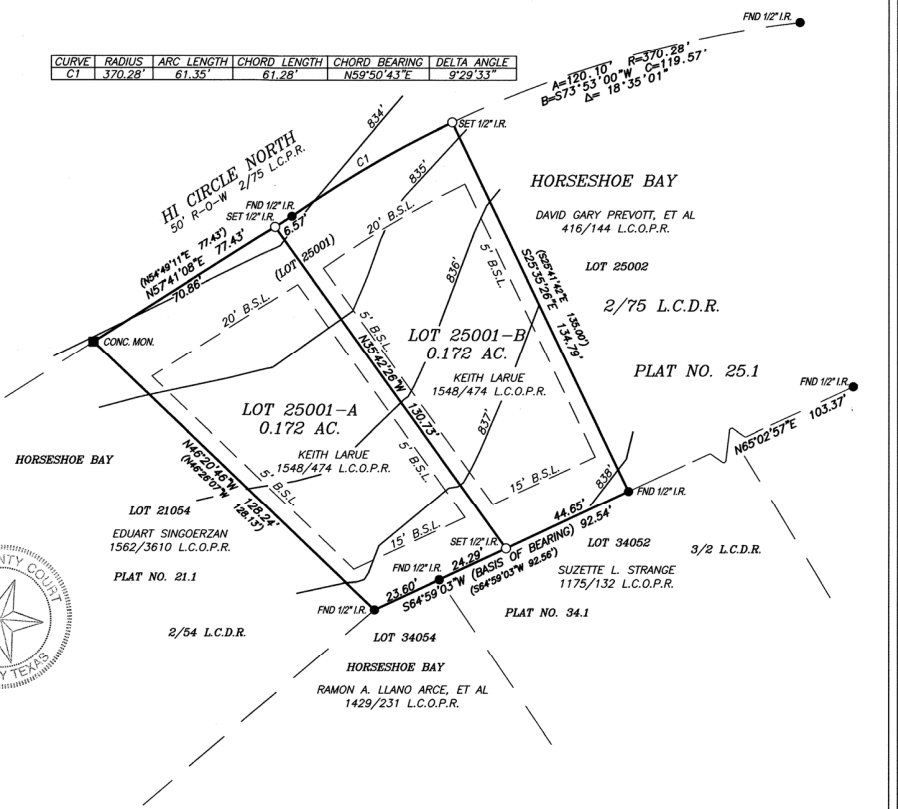 FND 1/2" I.R.
CURVE RADIUS ARC LENGTH CHORD LENGTH CHORD BEARING DELTA ANGLE
C1 370.28' 61.35' 61.28' N59°50'43"E 9°29'33"
A=120.10' R=370.28'
B=S73°53'00"W C=119.57'
Δ= 18°35'01"
834'
SET 1/2" I.R.
HI CIRCLE NORTH
50' R-O-W 2/75 L.C.P.R.
C1
835'
HORSESHOE BAY
DAVID GARY PREVOTT, ET AL
416/144 L.C.O.P.R.
LOT 25002
2/75 L.C.D.R.
PLAT NO. 25.1
FND 1/2" I.R.
SET 1/2" I.R.
6.57'
(N54°49'11"E 77.43')
N57°41'08"E 77.43'
70.86'
(LOT 25001)
20' B.S.L.
20' B.S.L.
5' B.S.L.
836'
(S25°41'42"E 135.00')
S25°35'26"E 134.79'
CONC. MON.
5' B.S.L.
N35°42'26"W 130.73'
LOT 25001-B
0.172 AC.
KEITH LARUE
1548/474 L.C.O.P.R.
837'
FND 1/2" I.R.
N65°02'57"E 103.37'
LOT 25001-A
0.172 AC.
KEITH LARUE
1548/474 L.C.O.P.R.
5' B.S.L.
5' B.S.L.
N46°20'46"W 128.24'
(N46°26'07"W 128.13')
HORSESHOE BAY
LOT 21054
EDUART SINGOERZAN
1562/3610 L.C.O.P.R.
PLAT NO. 21.1
2/54 L.C.D.R.
15' B.S.L.
838'
FND 1/2" I.R.
15' B.S.L.
44.65'
SET 1/2" I.R.
24.29'
FND 1/2" I.R.
23.60'
S64°59'03"W (BASIS OF BEARING) 92.54'
(S64°59'03"W 92.56')
FND 1/2" I.R.
LOT 34052
3/2 L.C.D.R.
SUZETTE L. STRANGE
1175/132 L.C.O.P.R.
PLAT NO. 34.1
LOT 34054
HORSESHOE BAY
RAMON A. LLANO ARCE, ET AL
1429/231 L.C.O.P.R.
COURT
TEXAS